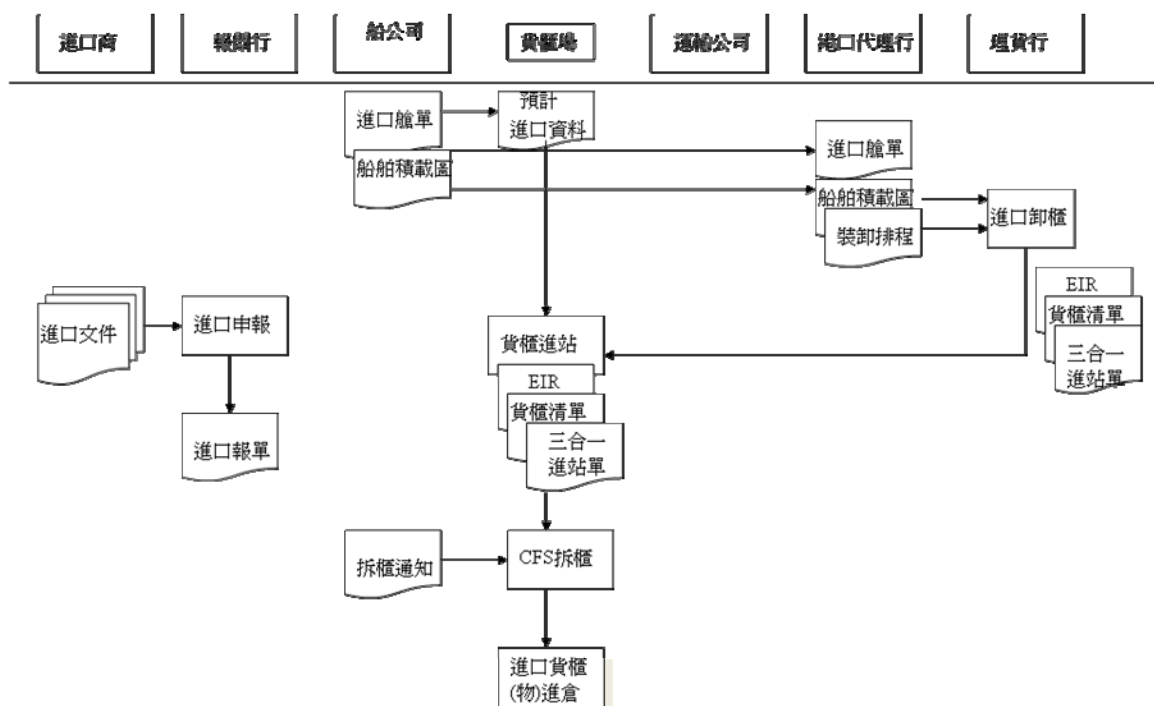 進口商
報關行
船公司
貨櫃場
運輸公司
港口代理行
理貨行
進口艙單
預計
進口資料
船舶積載圖
進口艙單
船舶積載圖
裝卸排程
進口卸櫃
EIR
貨櫃清單
三合一
進站單
進口文件
進口申報
貨櫃進站
EIR
貨櫃清單
三合一
進站單
進口報單
拆櫃通知
CFS拆櫃
進口貨櫃
(物)進倉